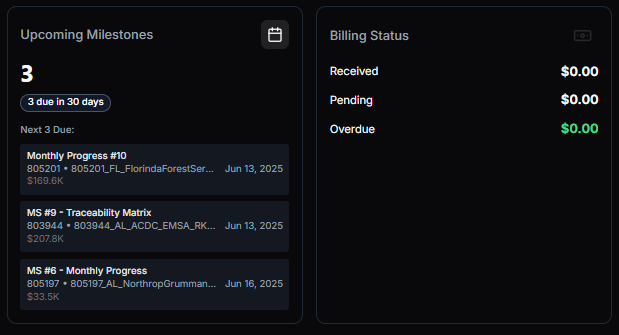 Upcoming Milestones
3
3 due in 30 days
Next 3 Due:
Monthly Progress #10
805201 • 805201_FL_FlorindaForestSer... Jun 13, 2025
$169.6K
MS #9 - Traceability Matrix
803944 • 803944_AL_ACDC_EMSA_RK... Jun 13, 2025
$207.8K
MS #6 - Monthly Progress
805197 • 805197_AL_NorthropGrumman... Jun 16, 2025
$33.5K
Billing Status
Received $0.00
Pending $0.00
Overdue $0.00